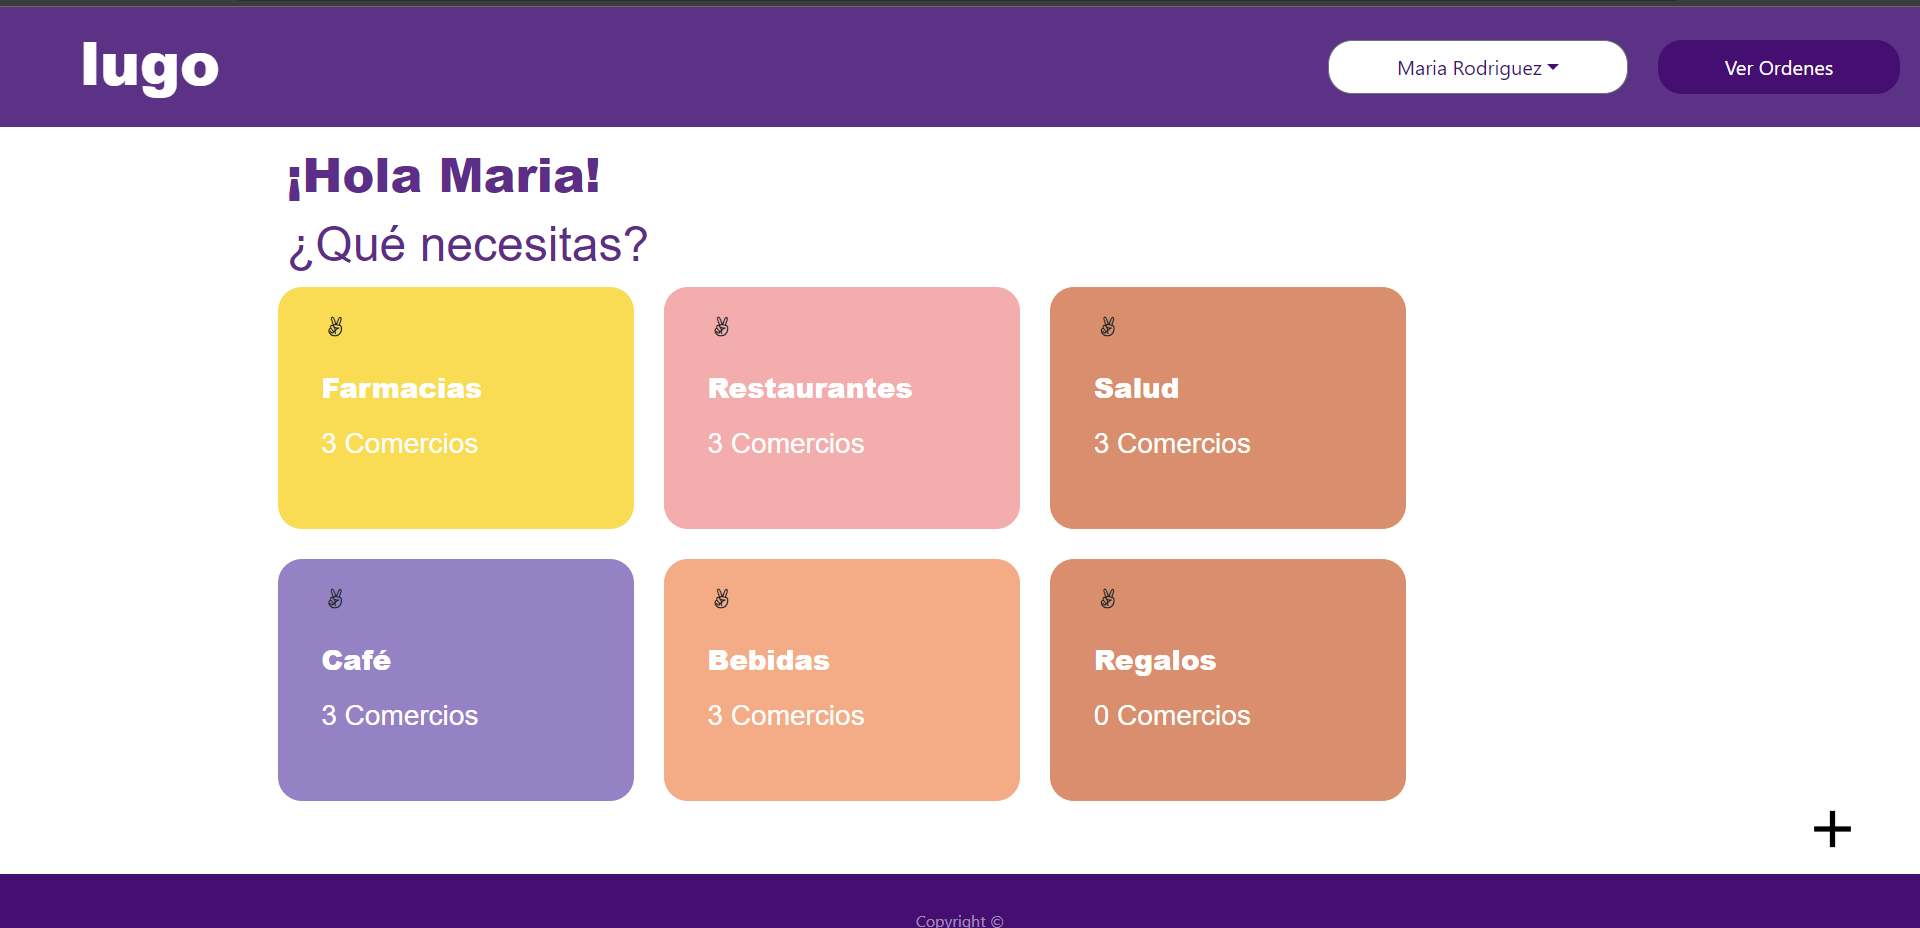 lugo
Maria Rodriguez
Ver Ordenes
¡Hola Maria!
¿Qué necesitas?
✌
Farmacias
3 Comercios
✌
Restaurantes
3 Comercios
✌
Salud
3 Comercios
✌
Café
3 Comercios
✌
Bebidas
3 Comercios
✌
Regalos
0 Comercios
+
Copyright ©